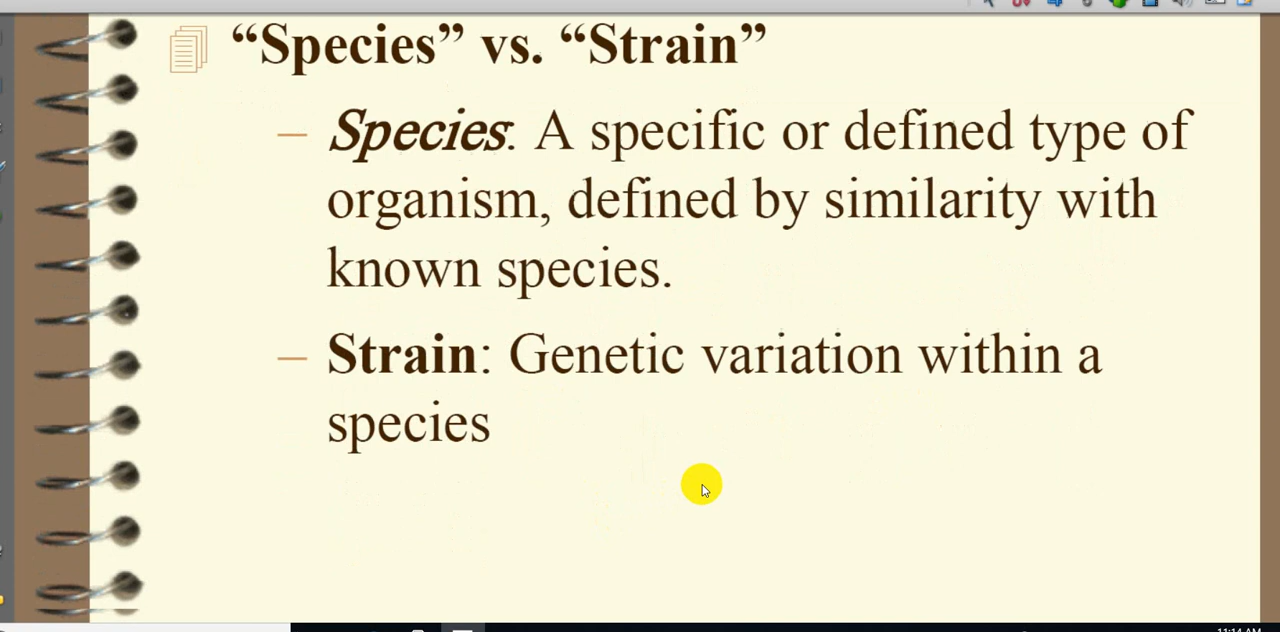 “Species” vs. “Strain”
– Species: A specific or defined type of
organism, defined by similarity with
known species.
– Strain: Genetic variation within a
species